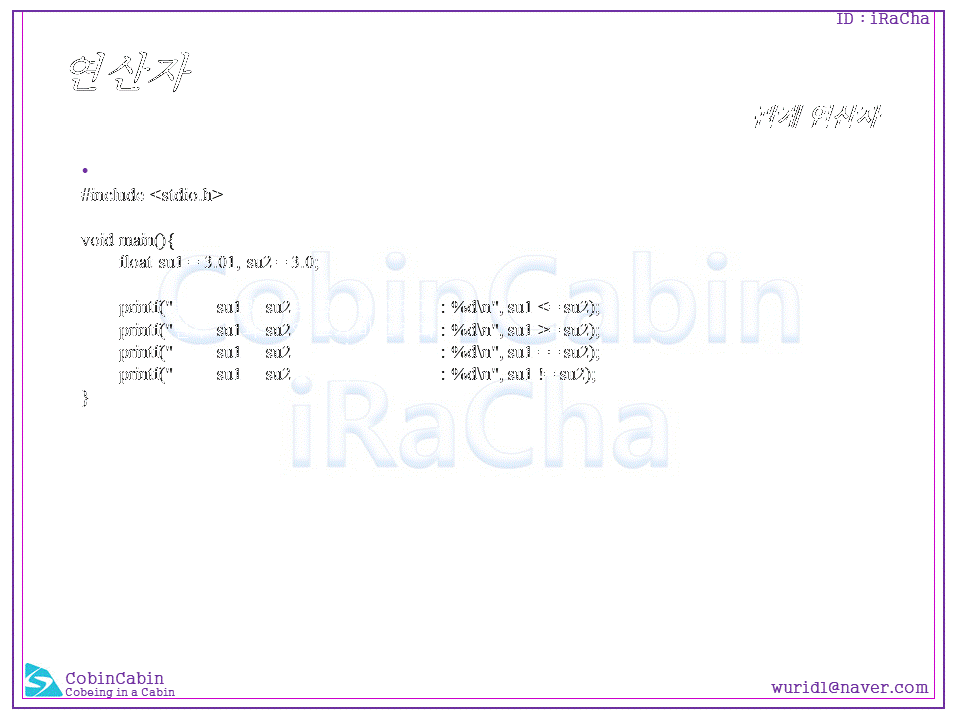 ID : iRaCha
연산자
관계 연산자
•
#include <stdio.h>
void main(){
float su1=3.01, su2=3.0;
printf(" su1 su2 : %d\n", su1 <=su2);
printf(" su1 su2 : %d\n", su1 >=su2);
printf(" su1 su2 : %d\n", su1 ==su2);
printf(" su1 su2 : %d\n", su1 !=su2);
}
CobinCabin
iRaCha
CobinCabin
Cobeing in a Cabin
wurid1@naver.com